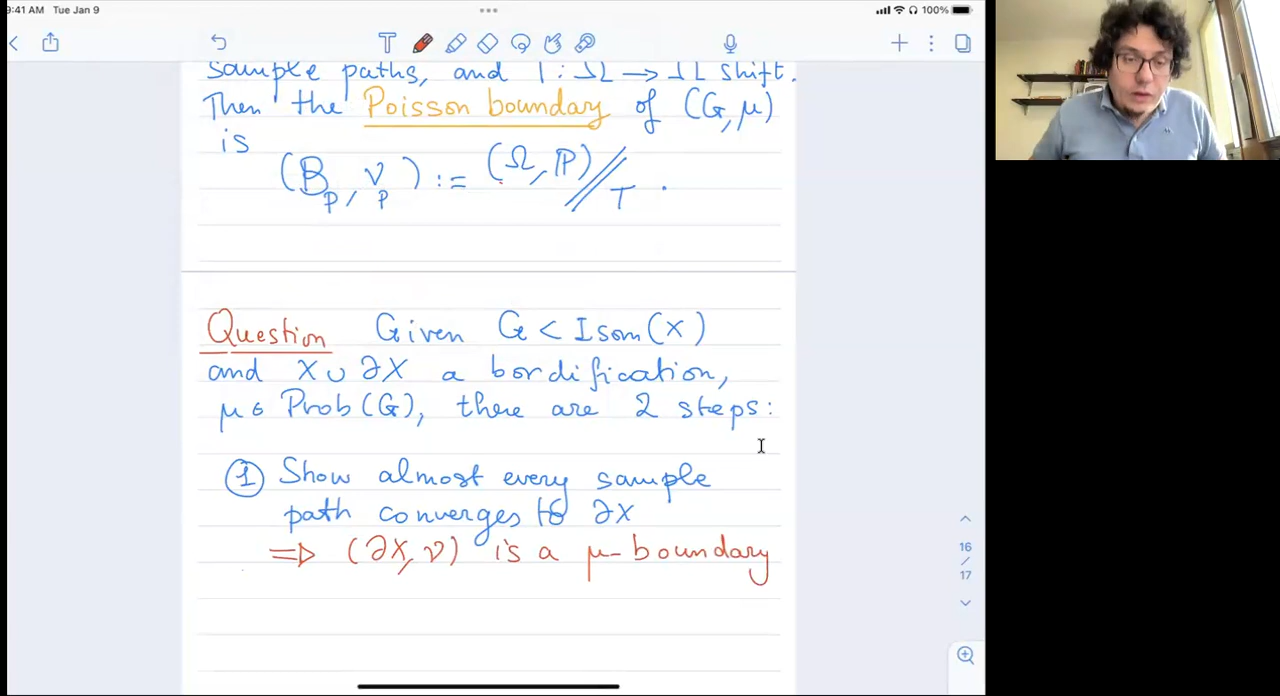 9:41 AM Tue Jan 9
100%
sample paths, and T : Ω → Ω shift.
Then the Poisson boundary of (G, μ)
is
(B_P, ν_P) := (Ω, ℙ) // T .
Question Given G < Isom(X)
and X ∪ ∂X a bordification,
μ ∈ Prob(G), there are 2 steps:
① Show almost every sample
path converges to ∂X
⇒ (∂X, ν) is a μ-boundary
16
/
17